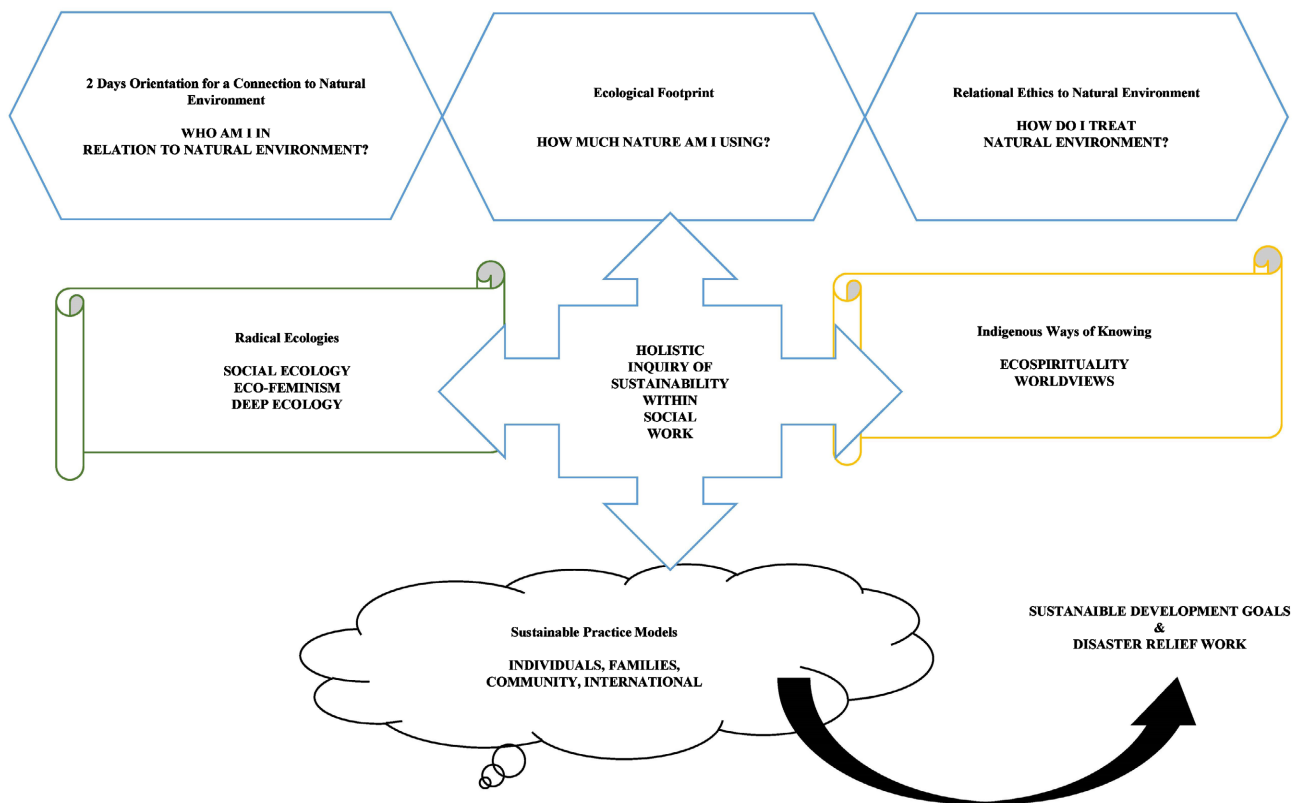 2 Days Orientation for a Connection to Natural
Environment
WHO AM I IN
RELATION TO NATURAL ENVIRONMENT?
Ecological Footprint
HOW MUCH NATURE AM I USING?
Relational Ethics to Natural Environment
HOW DO I TREAT
NATURAL ENVIRONMENT?
Radical Ecologies
SOCIAL ECOLOGY
ECO-FEMINISM
DEEP ECOLOGY
HOLISTIC
INQUIRY OF
SUSTAINABILITY
WITHIN
SOCIAL
WORK
Indigenous Ways of Knowing
ECOSPIRITUALITY
WORLDVIEWS
Sustainable Practice Models
INDIVIDUALS, FAMILIES,
COMMUNITY, INTERNATIONAL
SUSTANAIBLE DEVELOPMENT GOALS
&
DISASTER RELIEF WORK